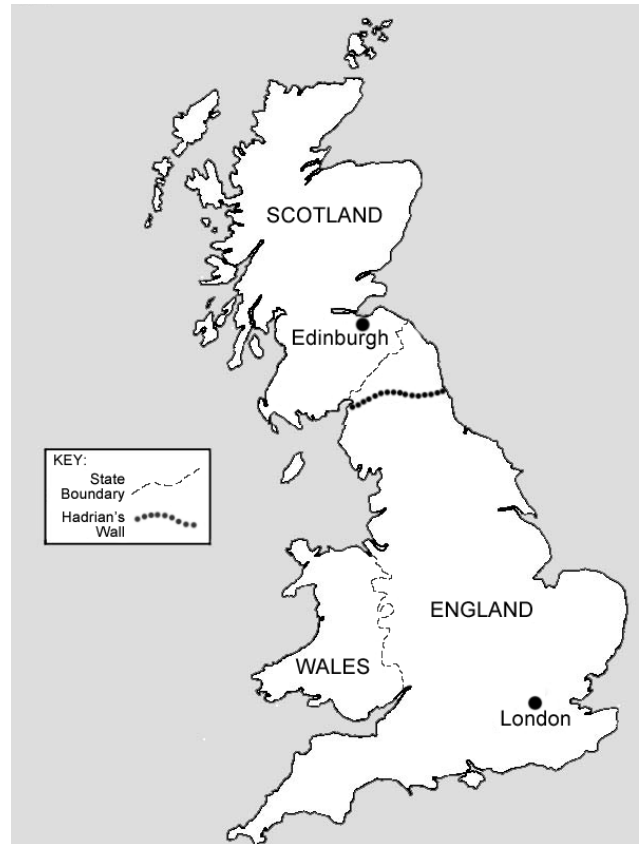 SCOTLAND
Edinburgh
KEY:
State
Boundary
Hadrian's
Wall
ENGLAND
WALES
London